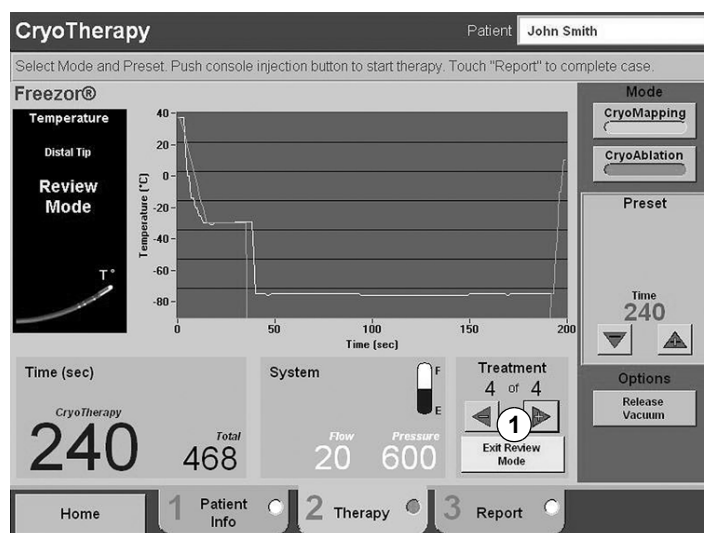 CryoTherapy
Patient John Smith
Select Mode and Preset. Push console injection button to start therapy. Touch "Report" to complete case.
Freezor®
Temperature
Distal Tip
Review
Mode
T°
Temperature (°C)
40
20
0
-20
-40
-60
-80
0 50 100 150 200
Time (sec)
Mode
CryoMapping
CryoAblation
Preset
Time
240
Time (sec)
CryoTherapy
240
Total
468
System
F
E
Flow
20
Pressure
600
Treatment
4 of 4
1
Exit Review
Mode
Options
Release
Vacuum
Home
1 Patient
Info
2 Therapy
3 Report